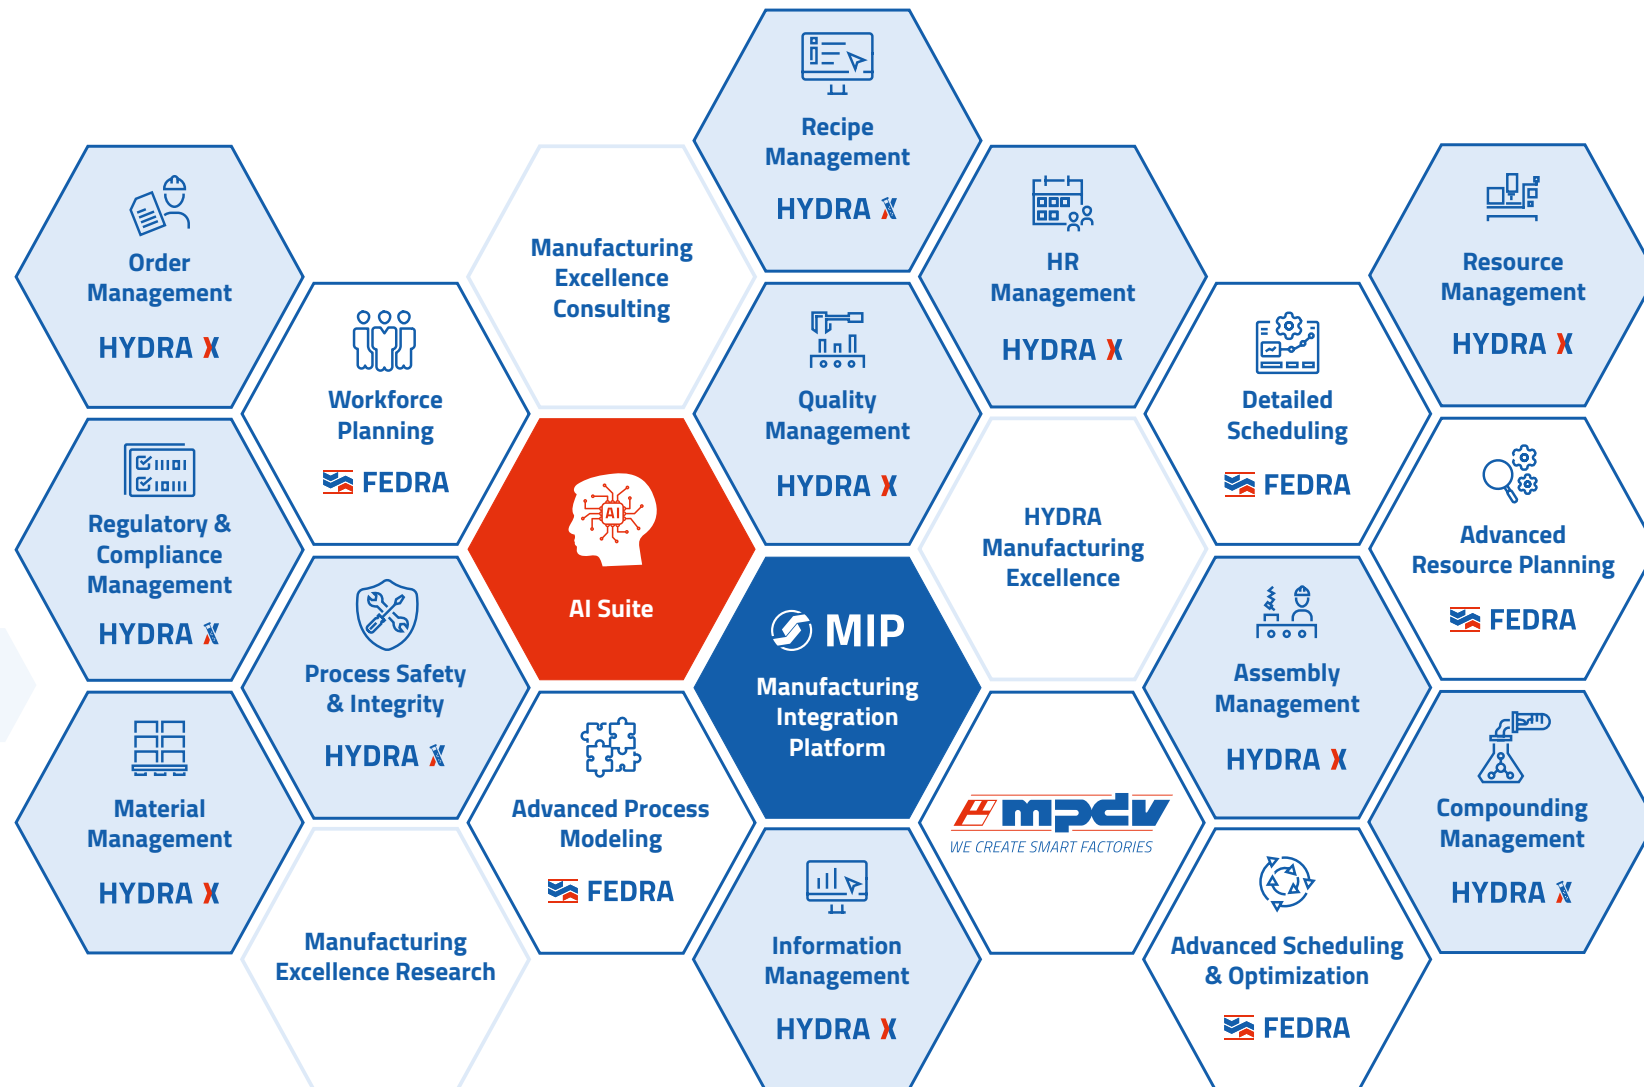 Recipe
Management
HYDRA X
Order
Management
HYDRA X
Manufacturing
Excellence
Consulting
HR
Management
HYDRA X
Resource
Management
HYDRA X
Workforce
Planning
FEDRA
Quality
Management
HYDRA X
Detailed
Scheduling
FEDRA
Regulatory &
Compliance
Management
HYDRA X
AI
AI Suite
HYDRA
Manufacturing
Excellence
Advanced
Resource Planning
FEDRA
Process Safety
& Integrity
HYDRA X
MIP
Manufacturing
Integration
Platform
Assembly
Management
HYDRA X
Material
Management
HYDRA X
Advanced Process
Modeling
FEDRA
mpdv
WE CREATE SMART FACTORIES
Compounding
Management
HYDRA X
Manufacturing
Excellence Research
Information
Management
HYDRA X
Advanced Scheduling
& Optimization
FEDRA